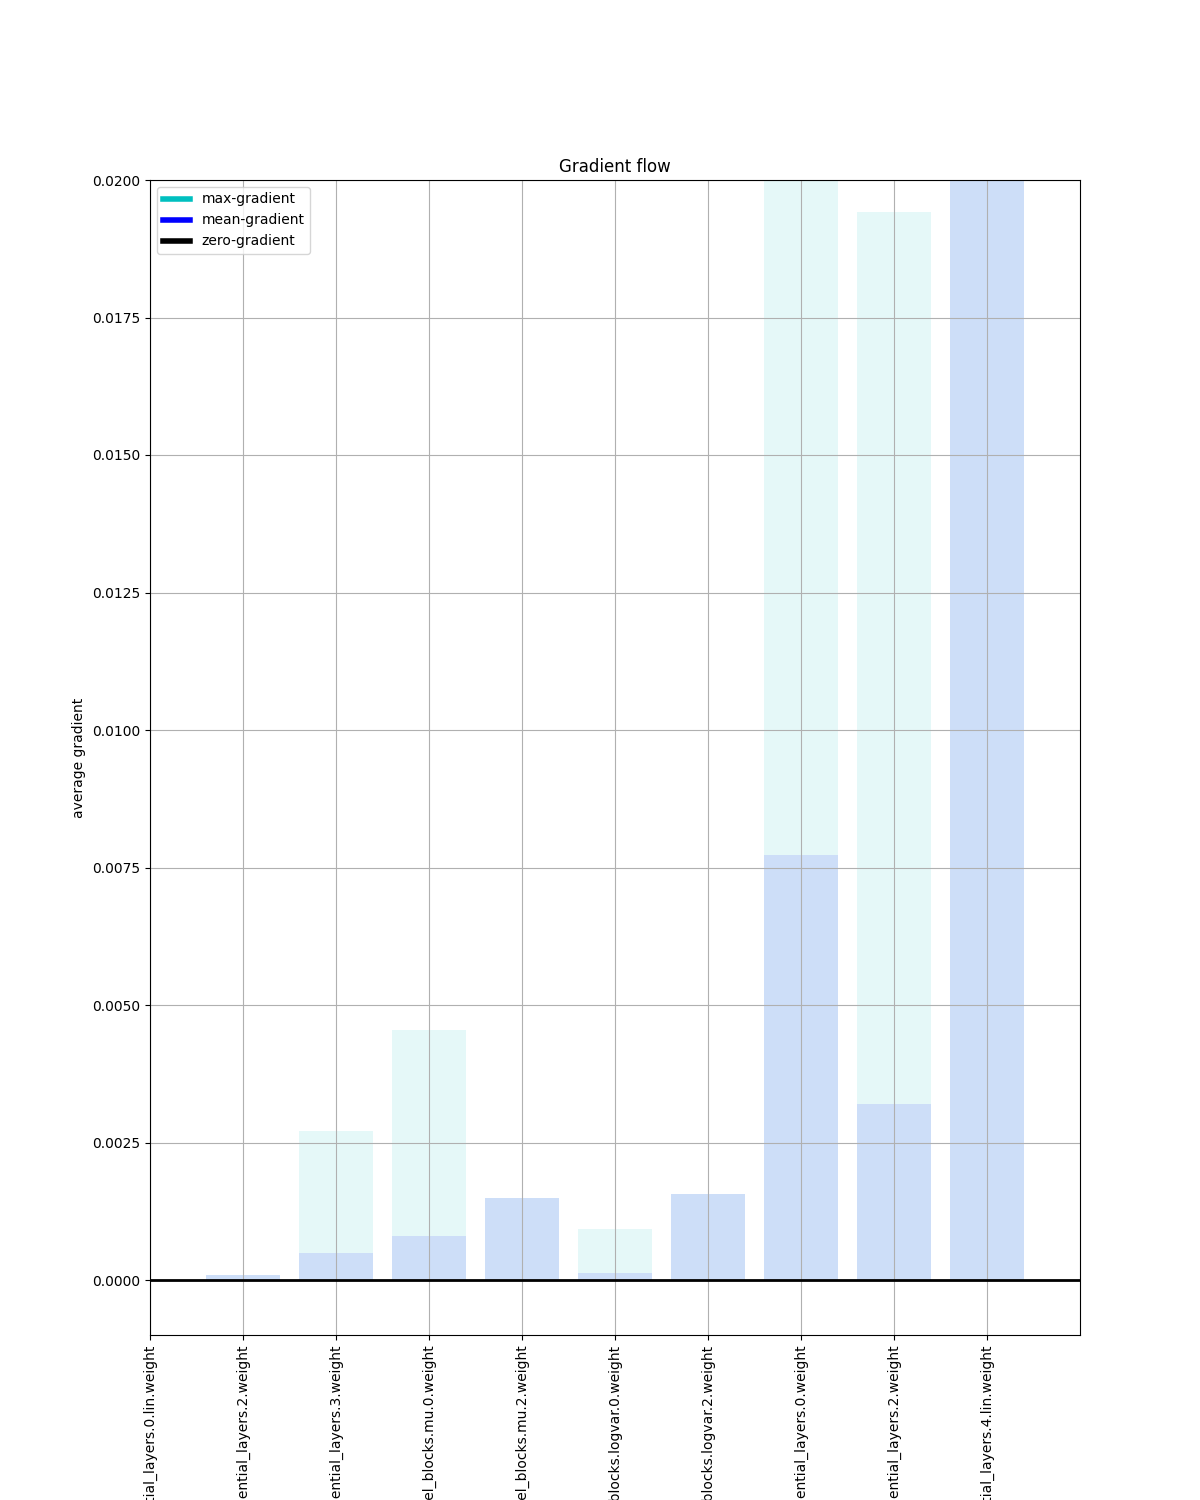 Gradient flow
max-gradient
mean-gradient
zero-gradient
0.0200
0.0175
0.0150
0.0125
0.0100
0.0075
0.0050
0.0025
0.0000
average gradient
tial_layers.0.lin.weight
ential_layers.2.weight
ential_layers.3.weight
el_blocks.mu.0.weight
el_blocks.mu.2.weight
blocks.logvar.0.weight
blocks.logvar.2.weight
ential_layers.0.weight
ential_layers.2.weight
tial_layers.4.lin.weight